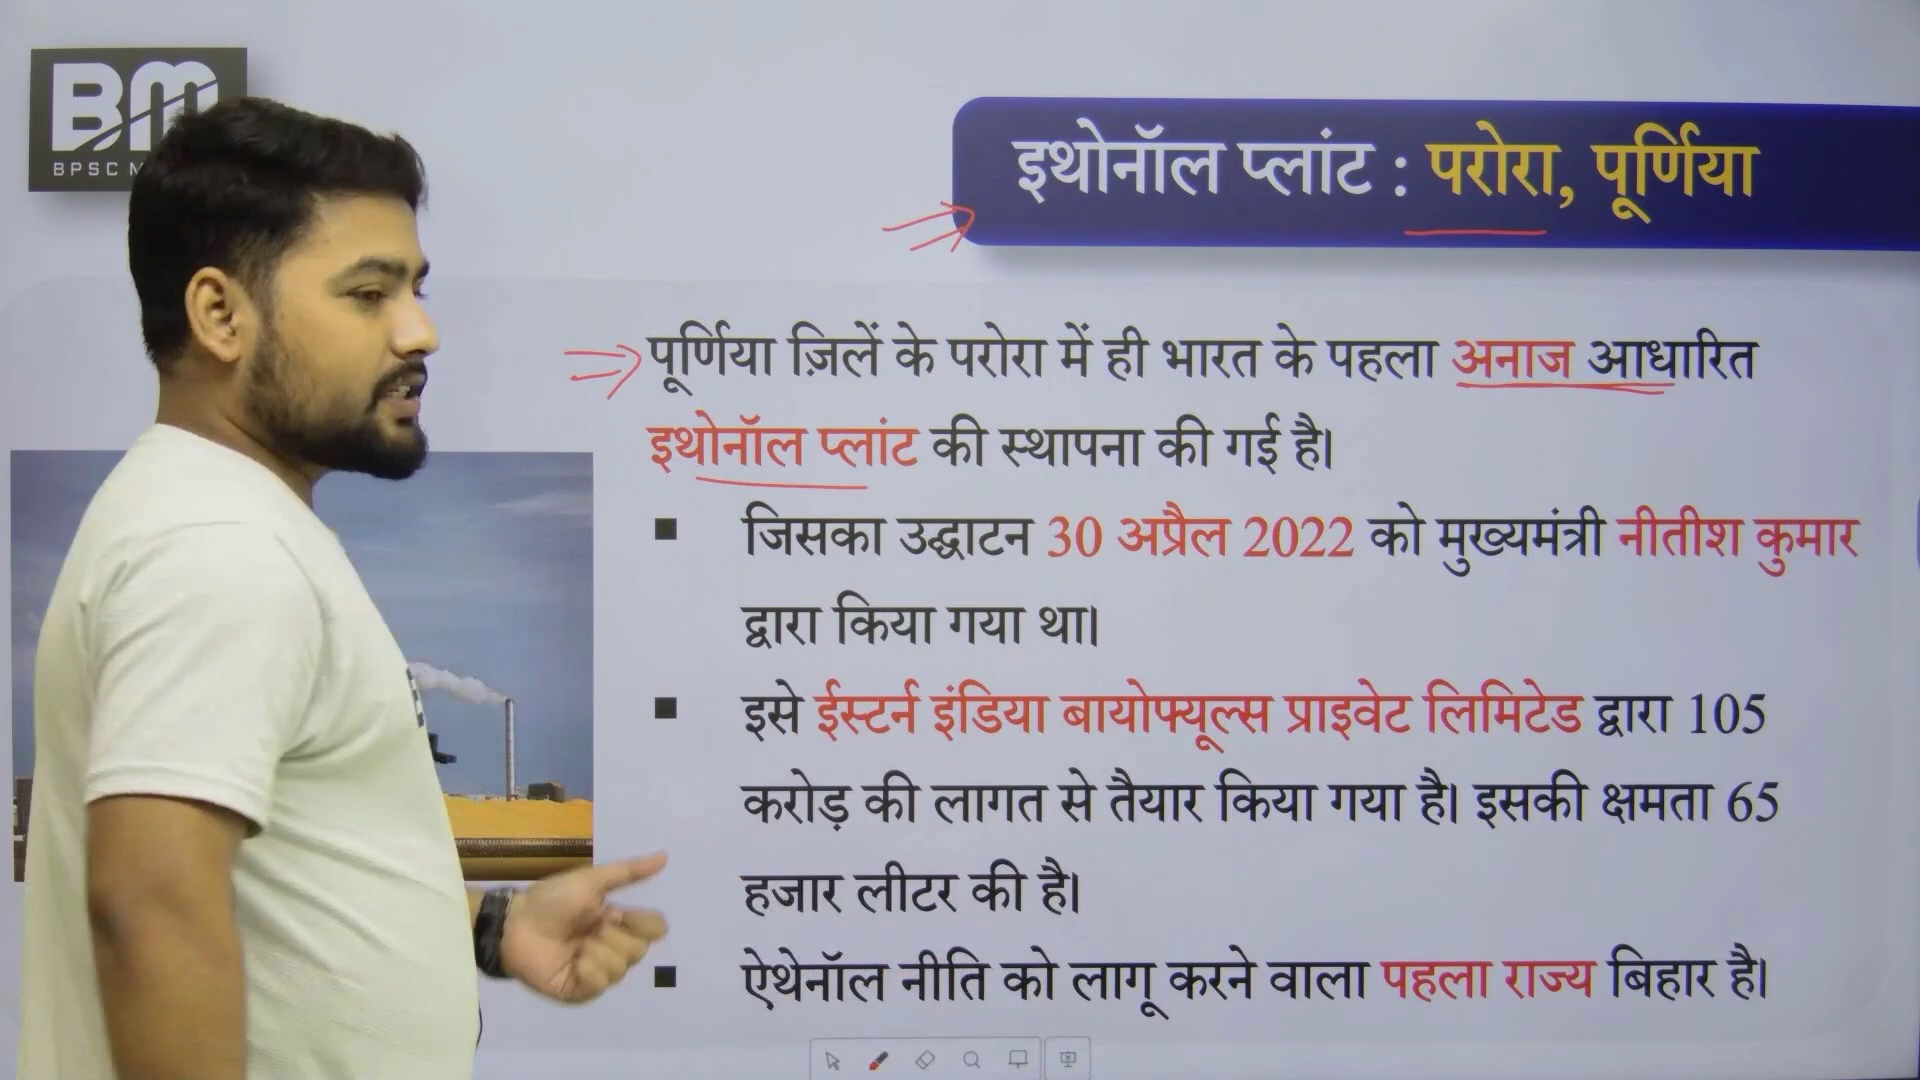 BM
BPSC
इथोनॉल प्लांट : परोरा, पूर्णिया
पूर्णिया ज़िलें के परोरा में ही भारत के पहला अनाज आधारित
इथोनॉल प्लांट की स्थापना की गई है।
▪ जिसका उद्घाटन 30 अप्रैल 2022 को मुख्यमंत्री नीतीश कुमार
द्वारा किया गया था।
▪ इसे ईस्टर्न इंडिया बायोफ्यूल्स प्राइवेट लिमिटेड द्वारा 105
करोड़ की लागत से तैयार किया गया है। इसकी क्षमता 65
हजार लीटर की है।
▪ ऐथेनॉल नीति को लागू करने वाला पहला राज्य बिहार है।